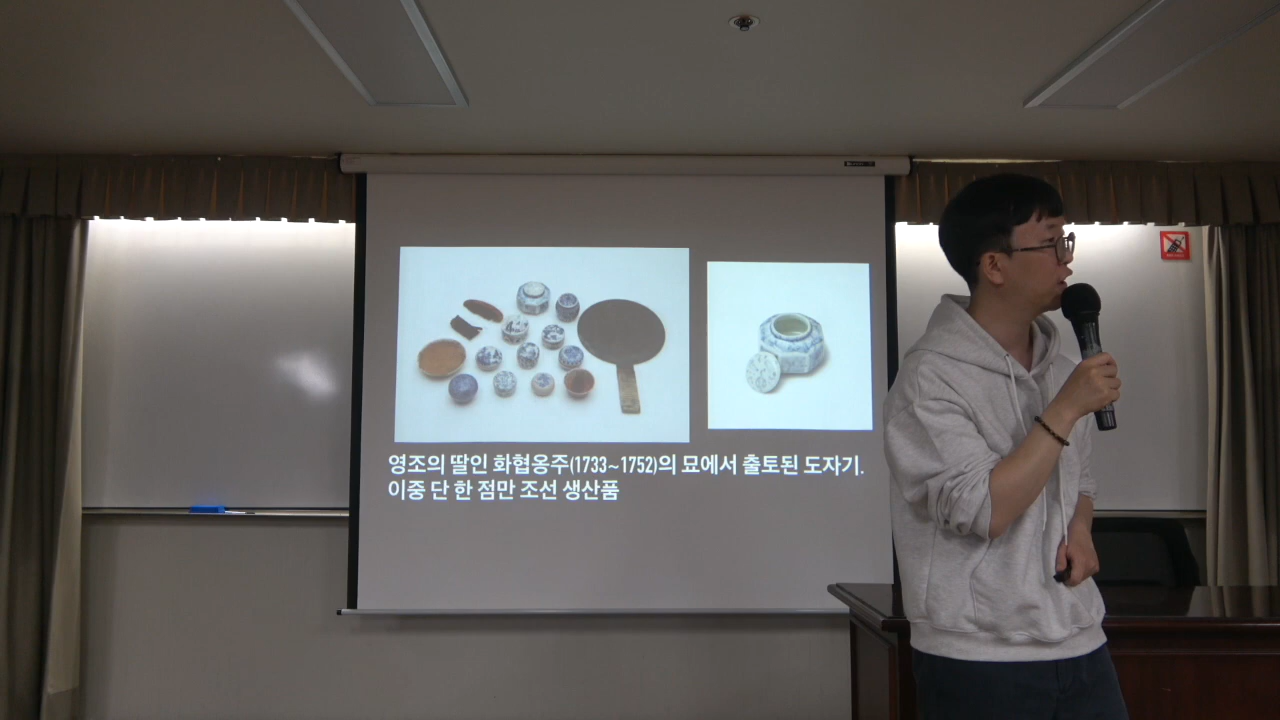 영조의 딸인 화협옹주(1733~1752)의 묘에서 출토된 도자기.
이중 단 한 점만 조선 생산품